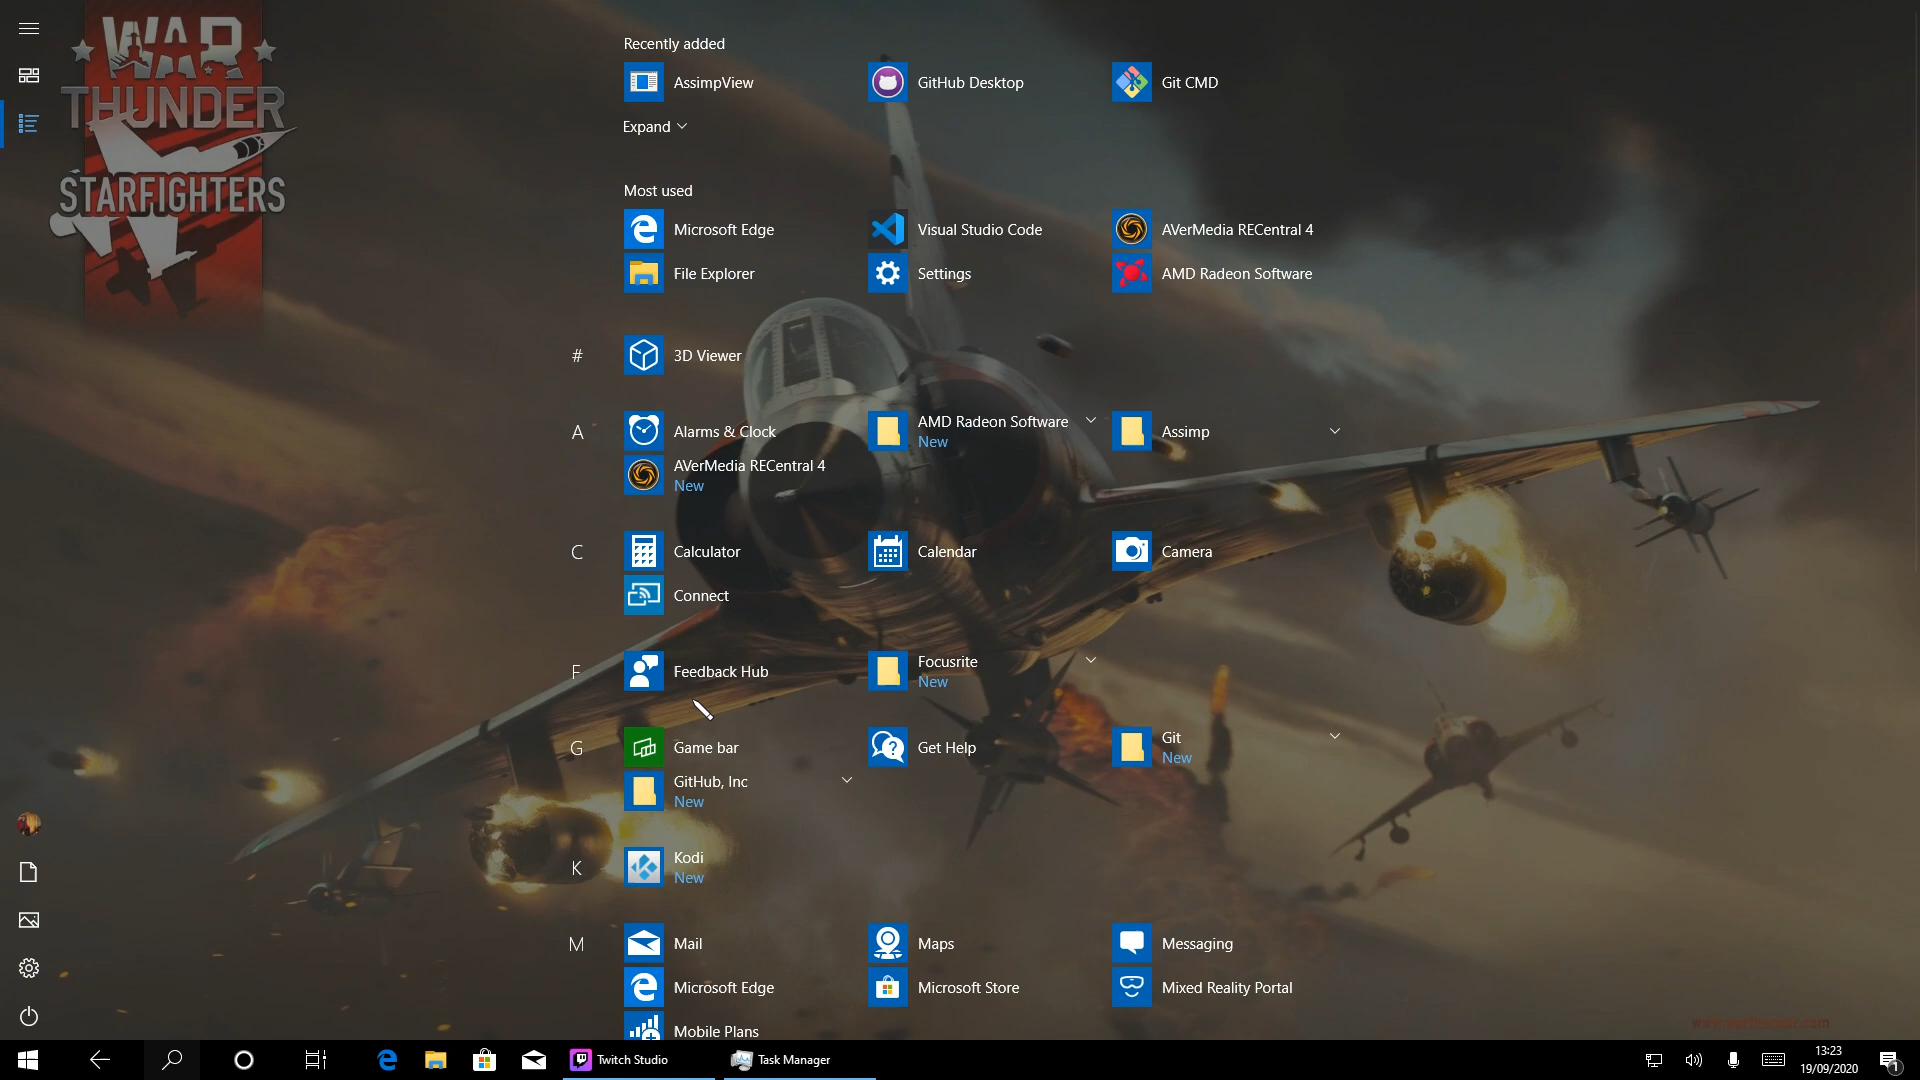 WAR
THUNDER
STARFIGHTERS
Recently added
AssimpView
GitHub Desktop
Git CMD
Expand
Most used
Microsoft Edge
Visual Studio Code
AVerMedia RECentral 4
File Explorer
Settings
AMD Radeon Software
#
3D Viewer
A
Alarms & Clock
AMD Radeon Software
New
Assimp
AVerMedia RECentral 4
New
C
Calculator
Calendar
Camera
Connect
F
Feedback Hub
Focusrite
New
G
Game bar
Get Help
Git
New
GitHub, Inc
New
K
Kodi
New
M
Mail
Maps
Messaging
Microsoft Edge
Microsoft Store
Mixed Reality Portal
Mobile Plans
Twitch Studio
Task Manager
13:23
19/09/2020
1